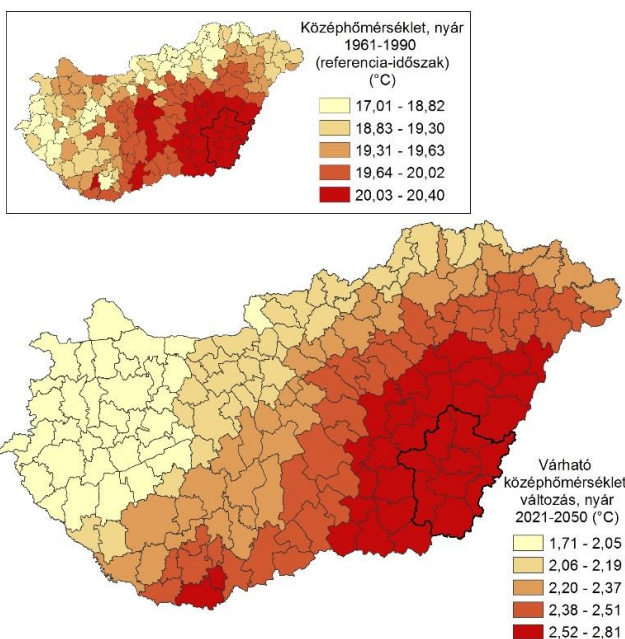 Középhőmérséklet, nyár
1961-1990
(referencia-időszak)
(°C)
17,01 - 18,82
18,83 - 19,30
19,31 - 19,63
19,64 - 20,02
20,03 - 20,40
Várható
középhőmérséklet
változás, nyár
2021-2050 (°C)
1,71 - 2,05
2,06 - 2,19
2,20 - 2,37
2,38 - 2,51
2,52 - 2,81